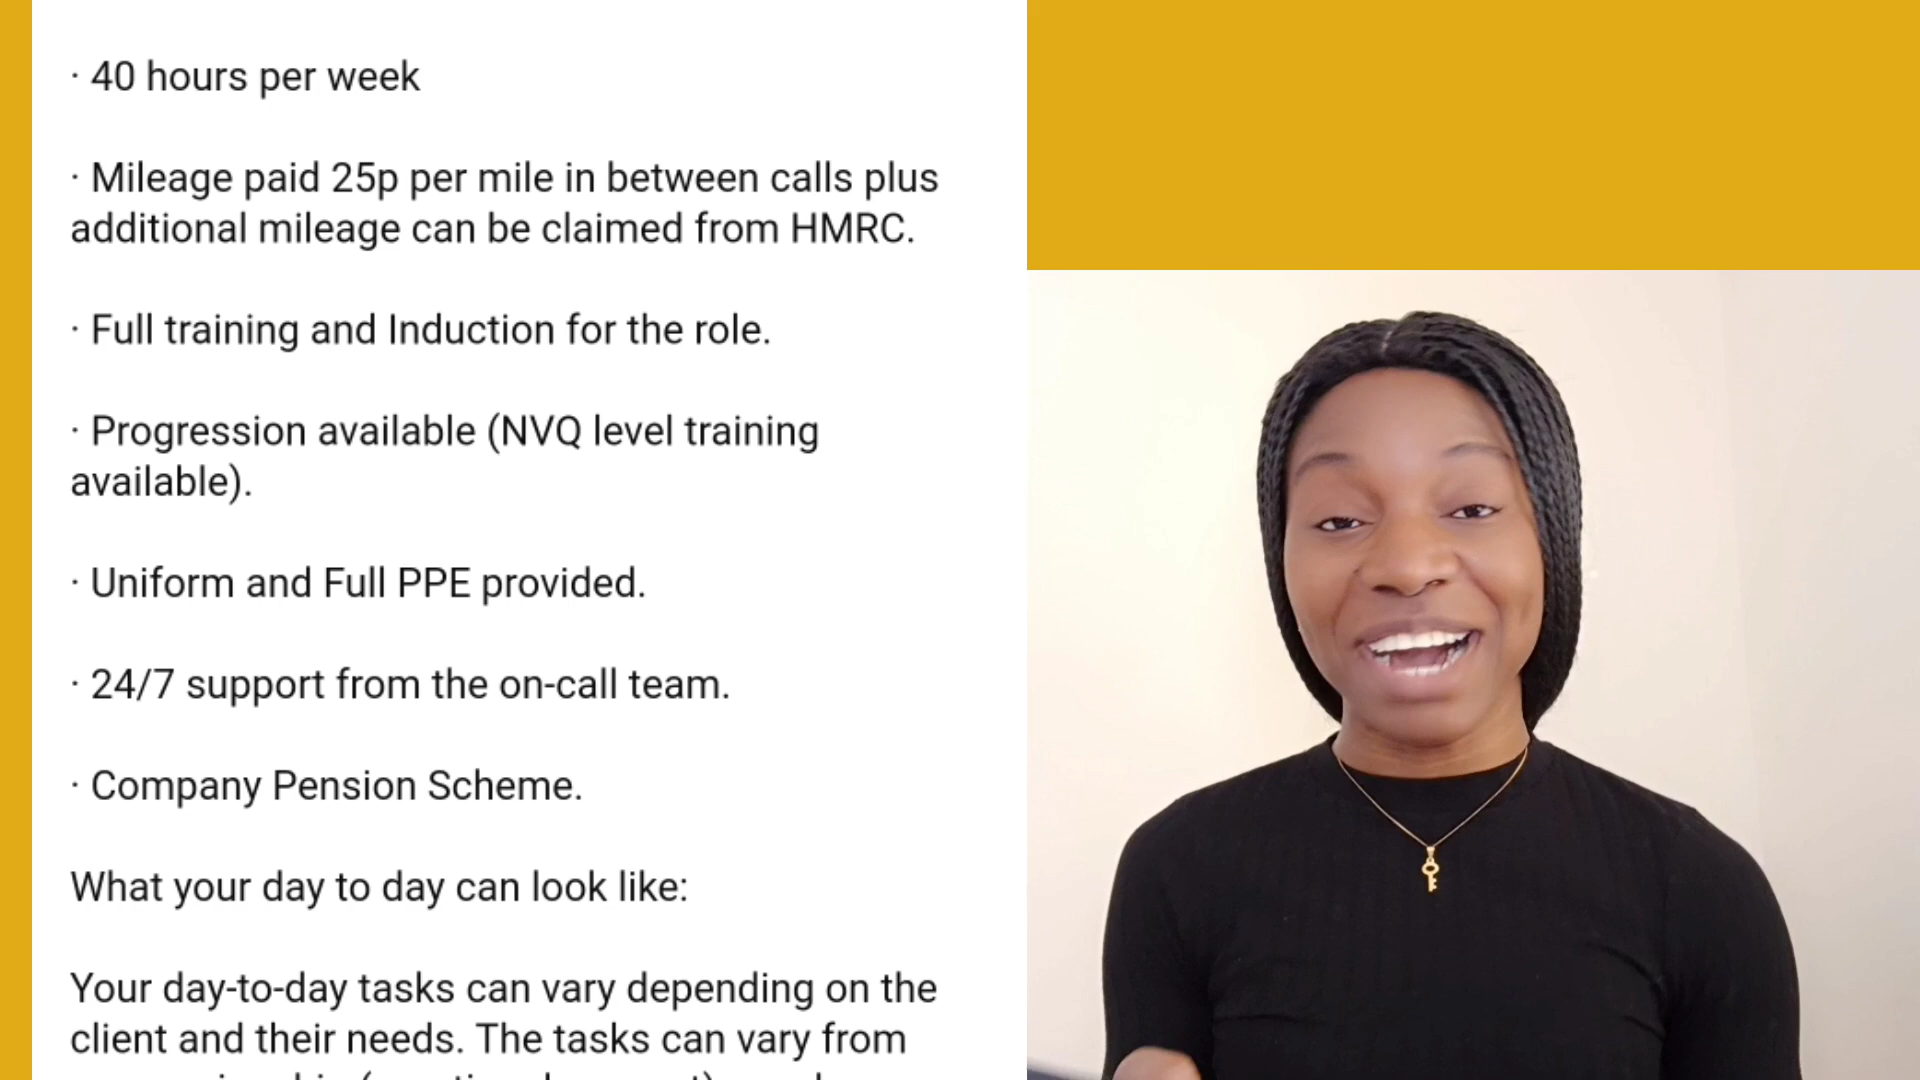 · 40 hours per week
· Mileage paid 25p per mile in between calls plus
additional mileage can be claimed from HMRC.
· Full training and Induction for the role.
· Progression available (NVQ level training
available).
· Uniform and Full PPE provided.
· 24/7 support from the on-call team.
· Company Pension Scheme.
What your day to day can look like:
Your day-to-day tasks can vary depending on the
client and their needs. The tasks can vary from